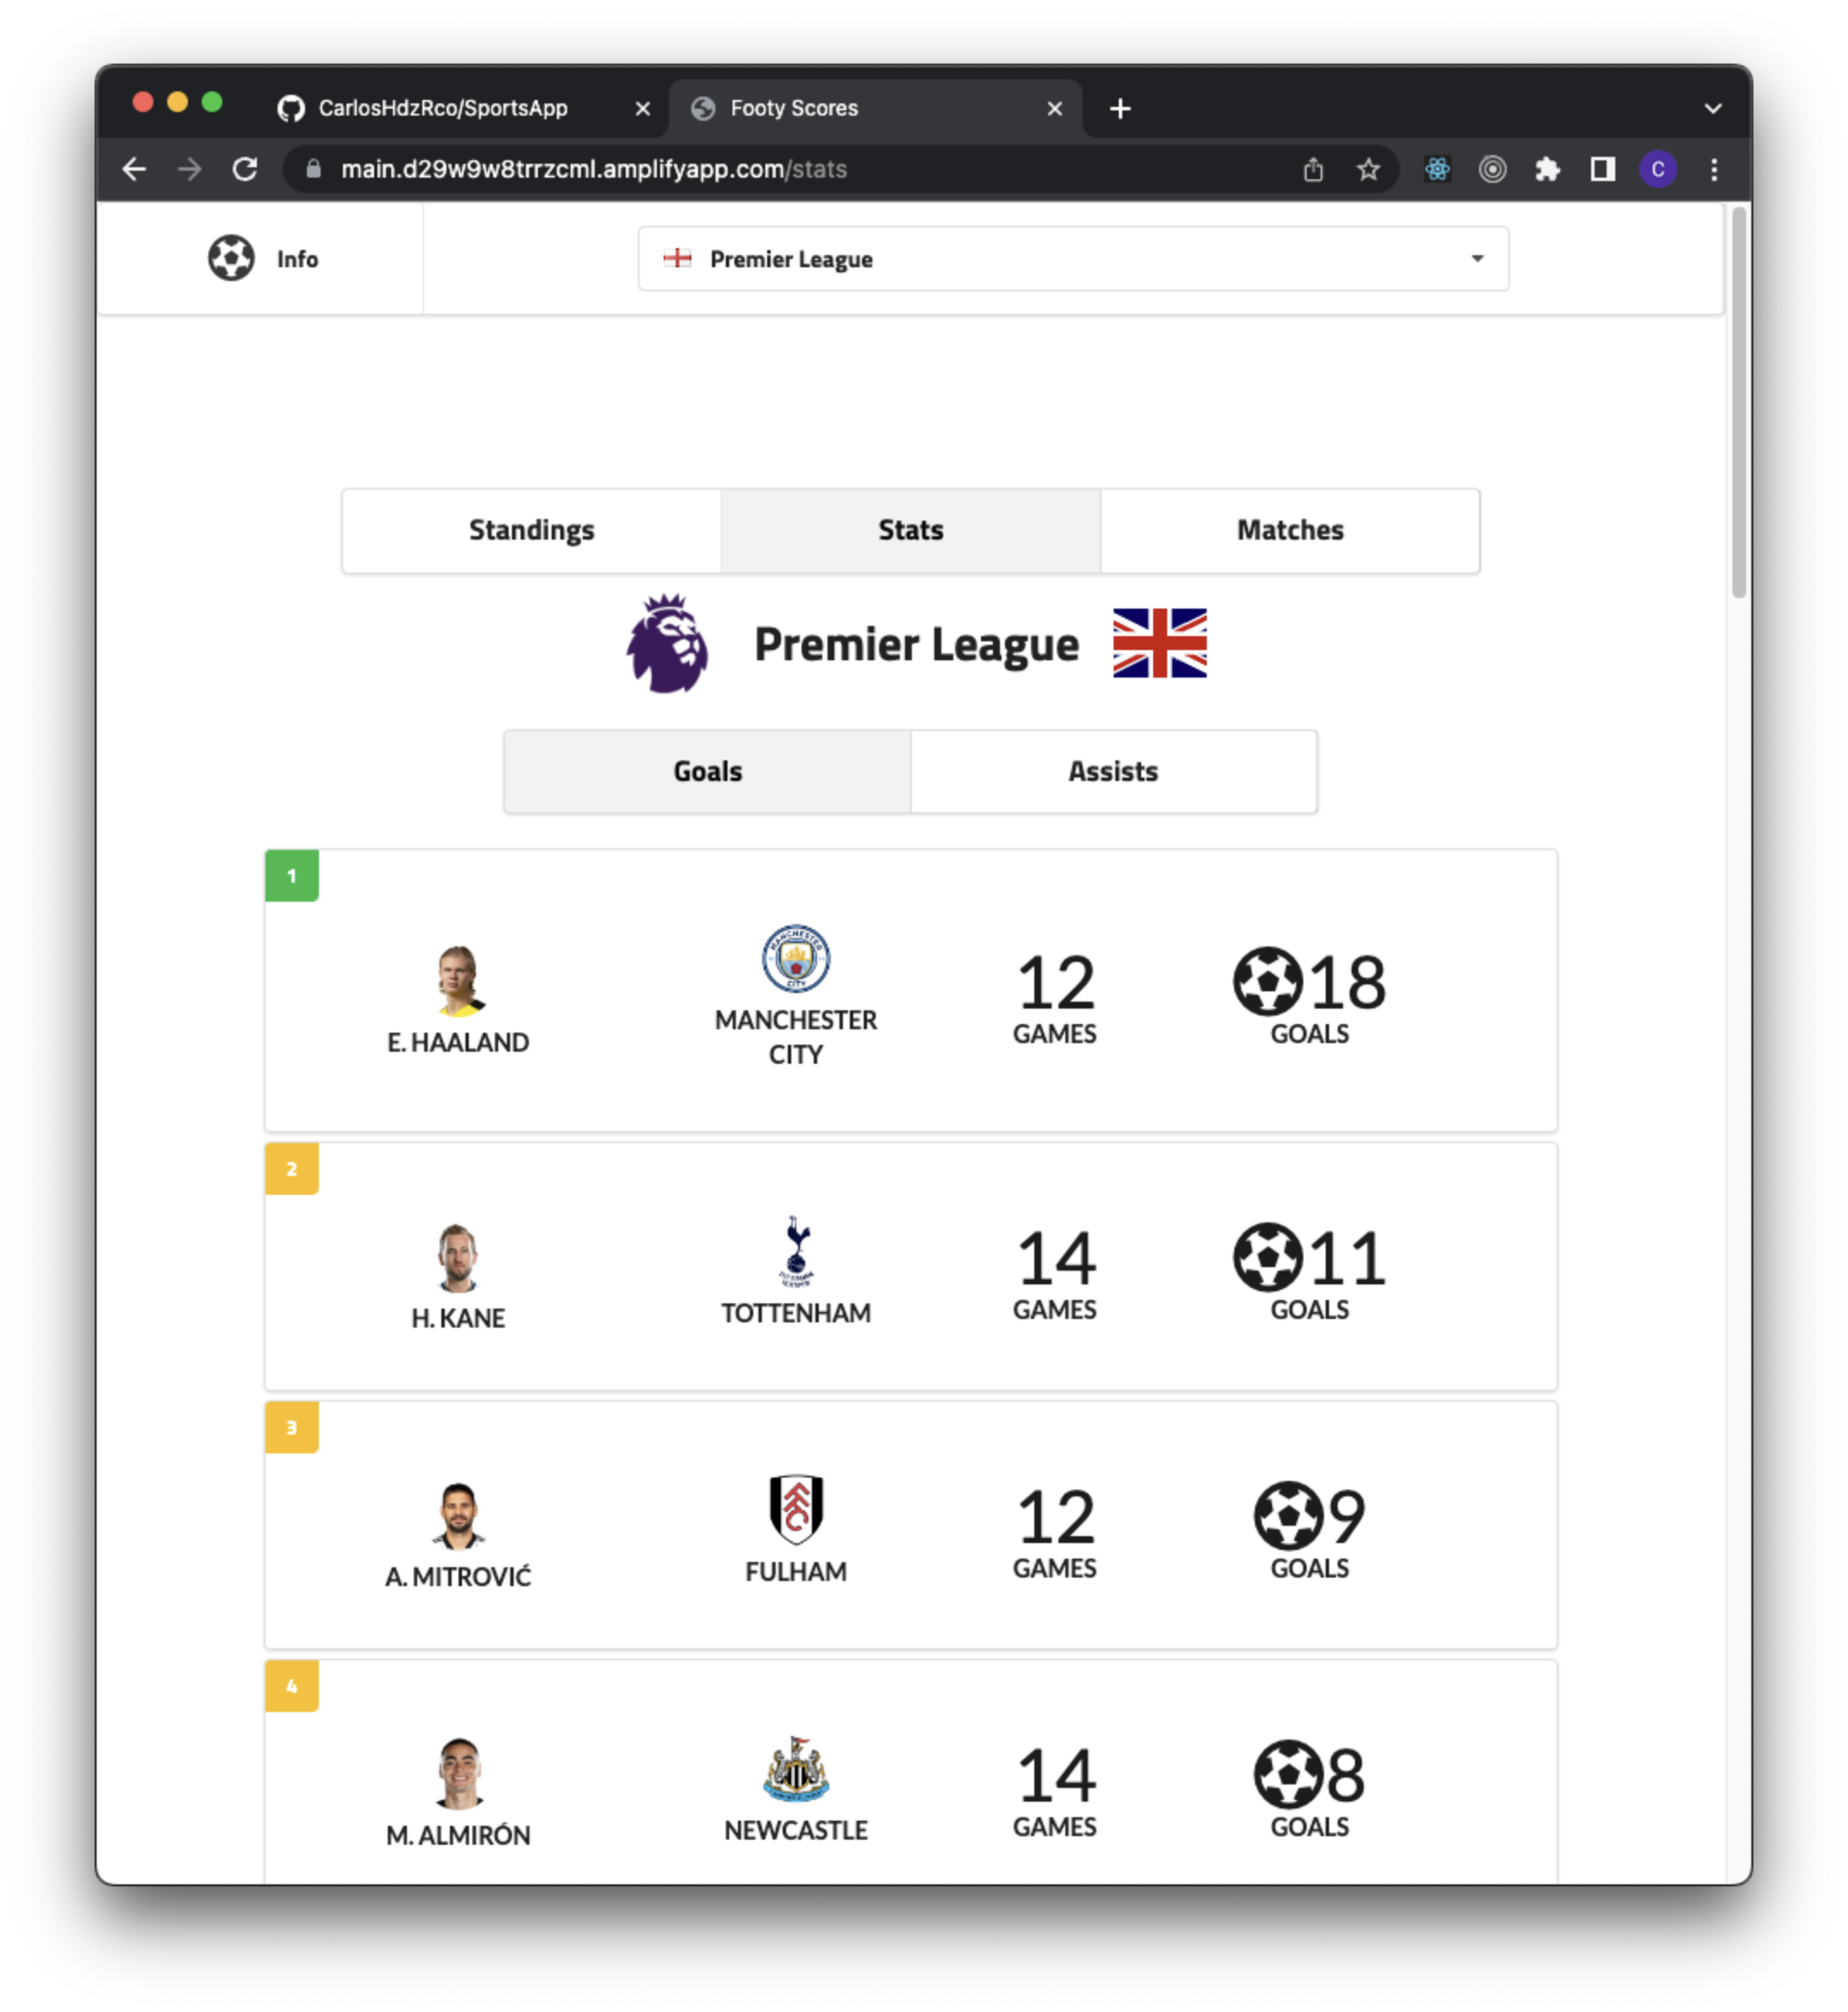 CarlosHdzRco/SportsApp
Footy Scores
main.d29w9w8trrzcml.amplifyapp.com/stats
C
Info
Premier League
Standings
Stats
Matches
Premier League
Goals
Assists
1
MANCHESTER
CITY
E. HAALAND
MANCHESTER
CITY
12
GAMES
18
GOALS
2
H. KANE
TOTTENHAM
14
GAMES
11
GOALS
3
A. MITROVIĆ
FULHAM
12
GAMES
9
GOALS
4
M. ALMIRÓN
NEWCASTLE
14
GAMES
8
GOALS